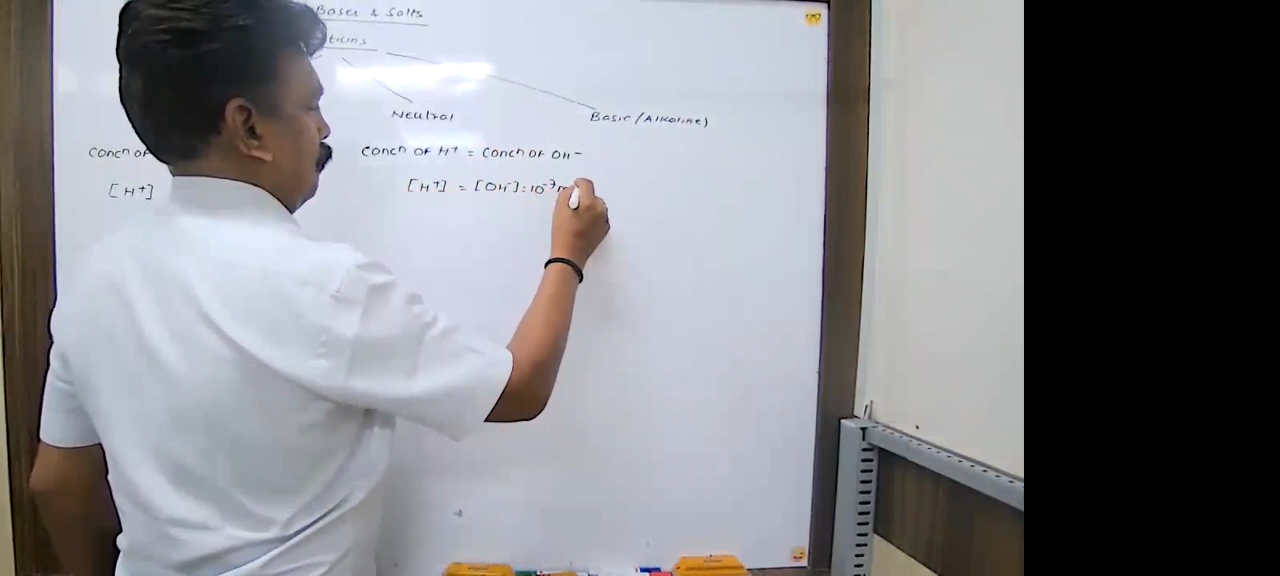 Bases & Salts
Neutral
Basic (Alkaline)
Concn of
Concn of H+ = Concn of OH-
[H+]
[H+] = [OH-] = 10-7 m